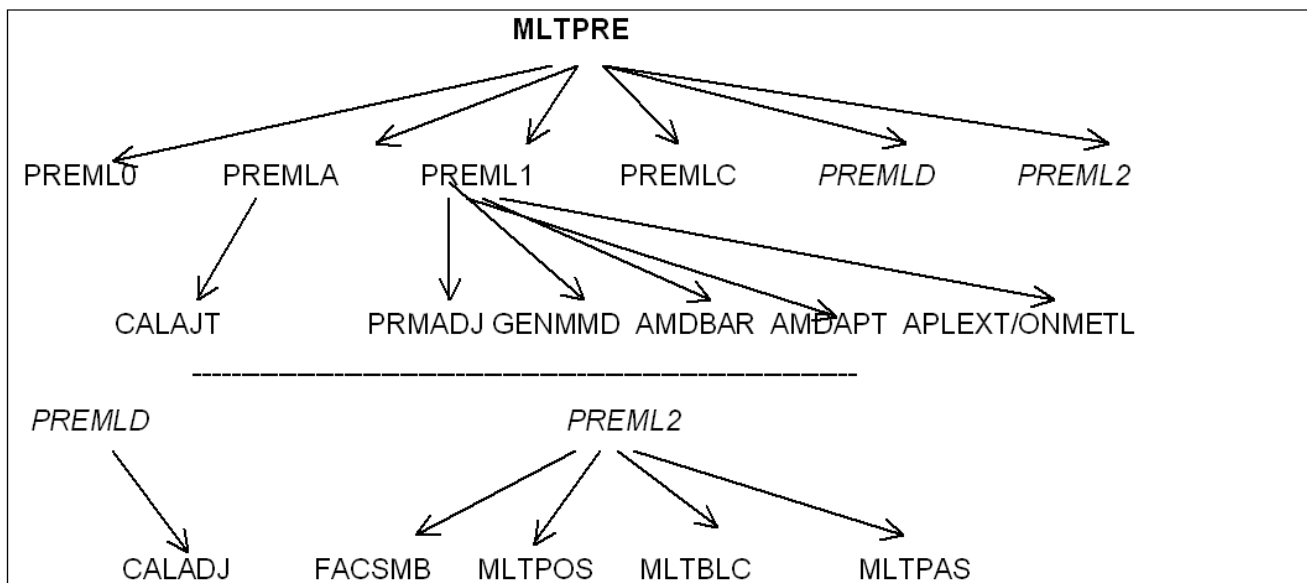 MLTPRE
PREML0 PREMLA PREML1 PREMLC PREMLD PREML2
CALAJT PRMADJ GENMMD AMDBAR AMDAPT APLEXT/ONMETL
PREMLD PREML2
CALADJ FACSMB MLTPOS MLTBLC MLTPAS